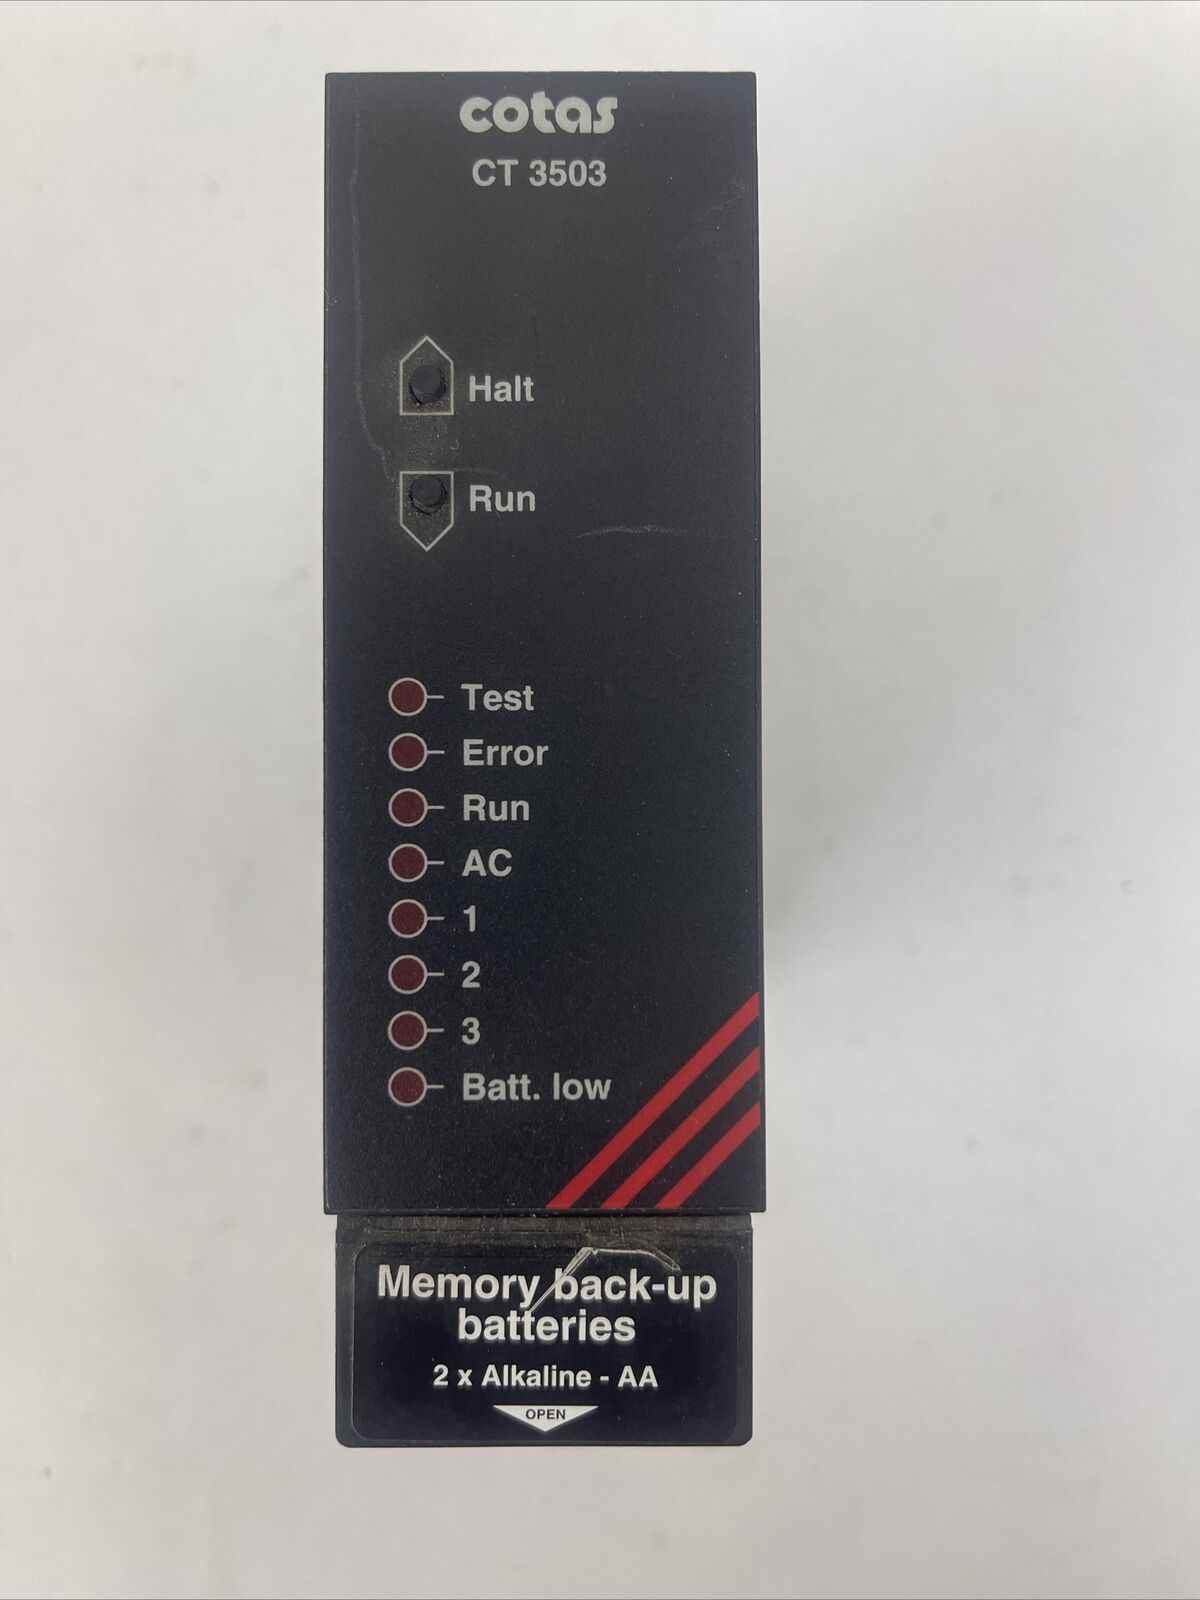 cotas
CT 3503
Halt
Run
Test
Error
Run
AC
1
2
3
Batt. low
Memory back-up
batteries
2 x Alkaline - AA
OPEN